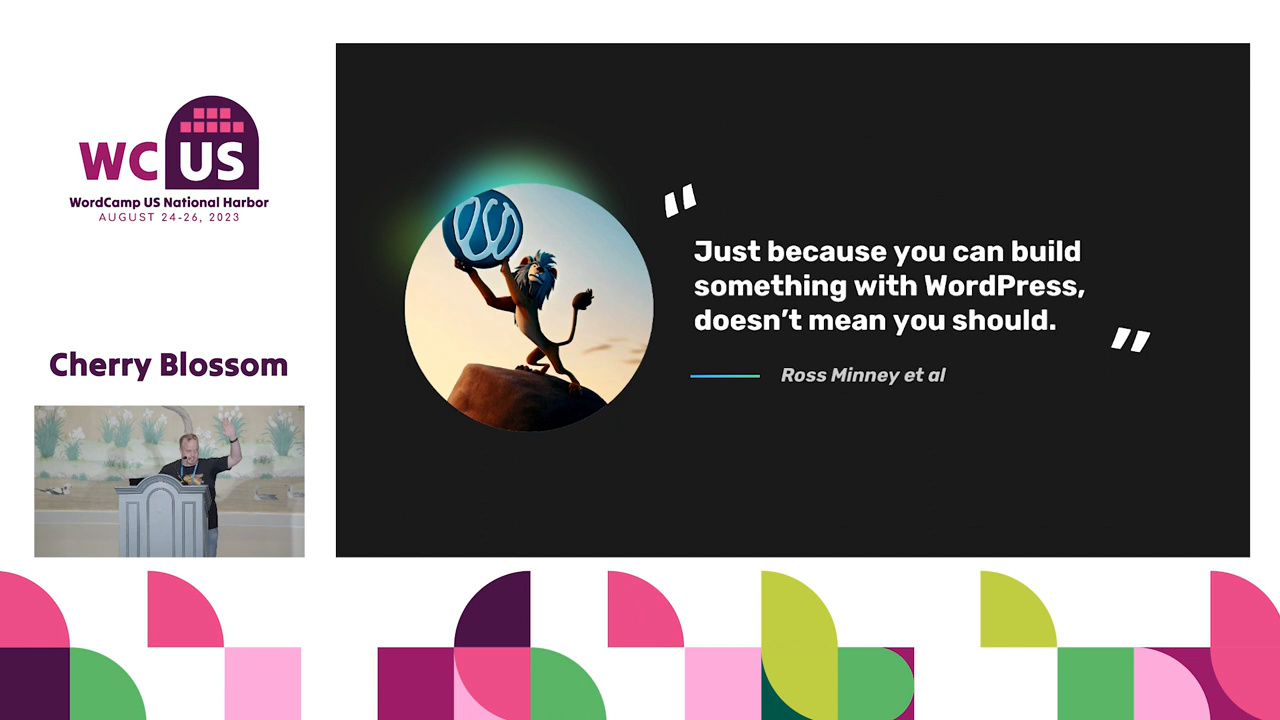 WC US
WordCamp US National Harbor
AUGUST 24-26, 2023
Cherry Blossom
"
Just because you can build
something with WordPress,
doesn’t mean you should.
"
Ross Minney et al